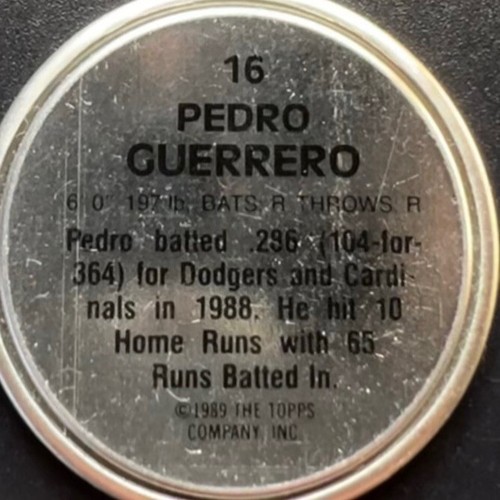 16
PEDRO
GUERRERO
6' 0" 197 lb. BATS: R THROWS: R
Pedro batted .286 (104-for-
364) for Dodgers and Cardi-
nals in 1988. He hit 10
Home Runs with 65
Runs Batted In.
©1989 THE TOPPS
COMPANY, INC.